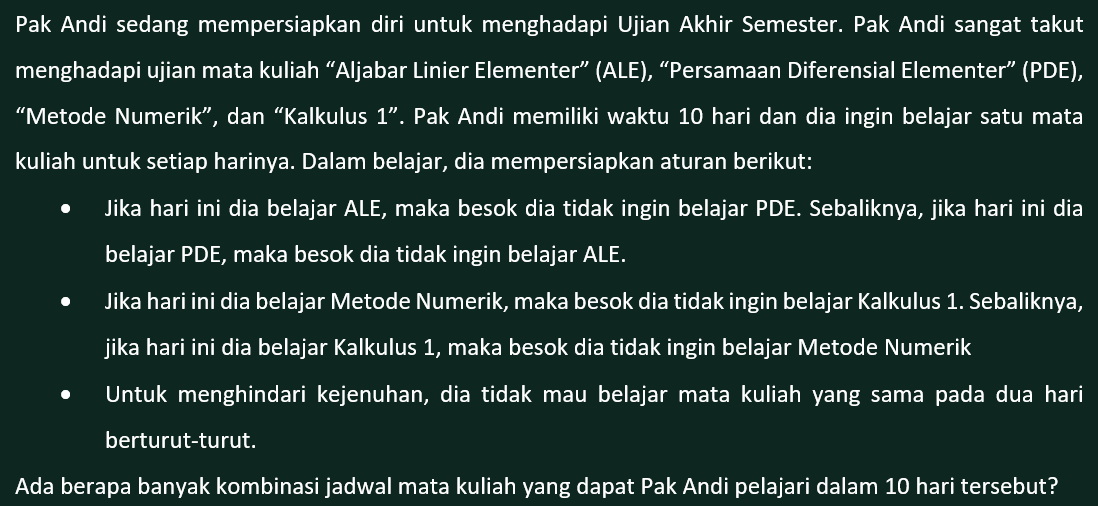 Pak Andi sedang mempersiapkan diri untuk menghadapi Ujian Akhir Semester. Pak Andi sangat takut
menghadapi ujian mata kuliah “Aljabar Linier Elementer” (ALE), “Persamaan Diferensial Elementer” (PDE),
“Metode Numerik”, dan “Kalkulus 1”. Pak Andi memiliki waktu 10 hari dan dia ingin belajar satu mata
kuliah untuk setiap harinya. Dalam belajar, dia mempersiapkan aturan berikut:
• Jika hari ini dia belajar ALE, maka besok dia tidak ingin belajar PDE. Sebaliknya, jika hari ini dia
belajar PDE, maka besok dia tidak ingin belajar ALE.
• Jika hari ini dia belajar Metode Numerik, maka besok dia tidak ingin belajar Kalkulus 1. Sebaliknya,
jika hari ini dia belajar Kalkulus 1, maka besok dia tidak ingin belajar Metode Numerik
• Untuk menghindari kejenuhan, dia tidak mau belajar mata kuliah yang sama pada dua hari
berturut-turut.
Ada berapa banyak kombinasi jadwal mata kuliah yang dapat Pak Andi pelajari dalam 10 hari tersebut?